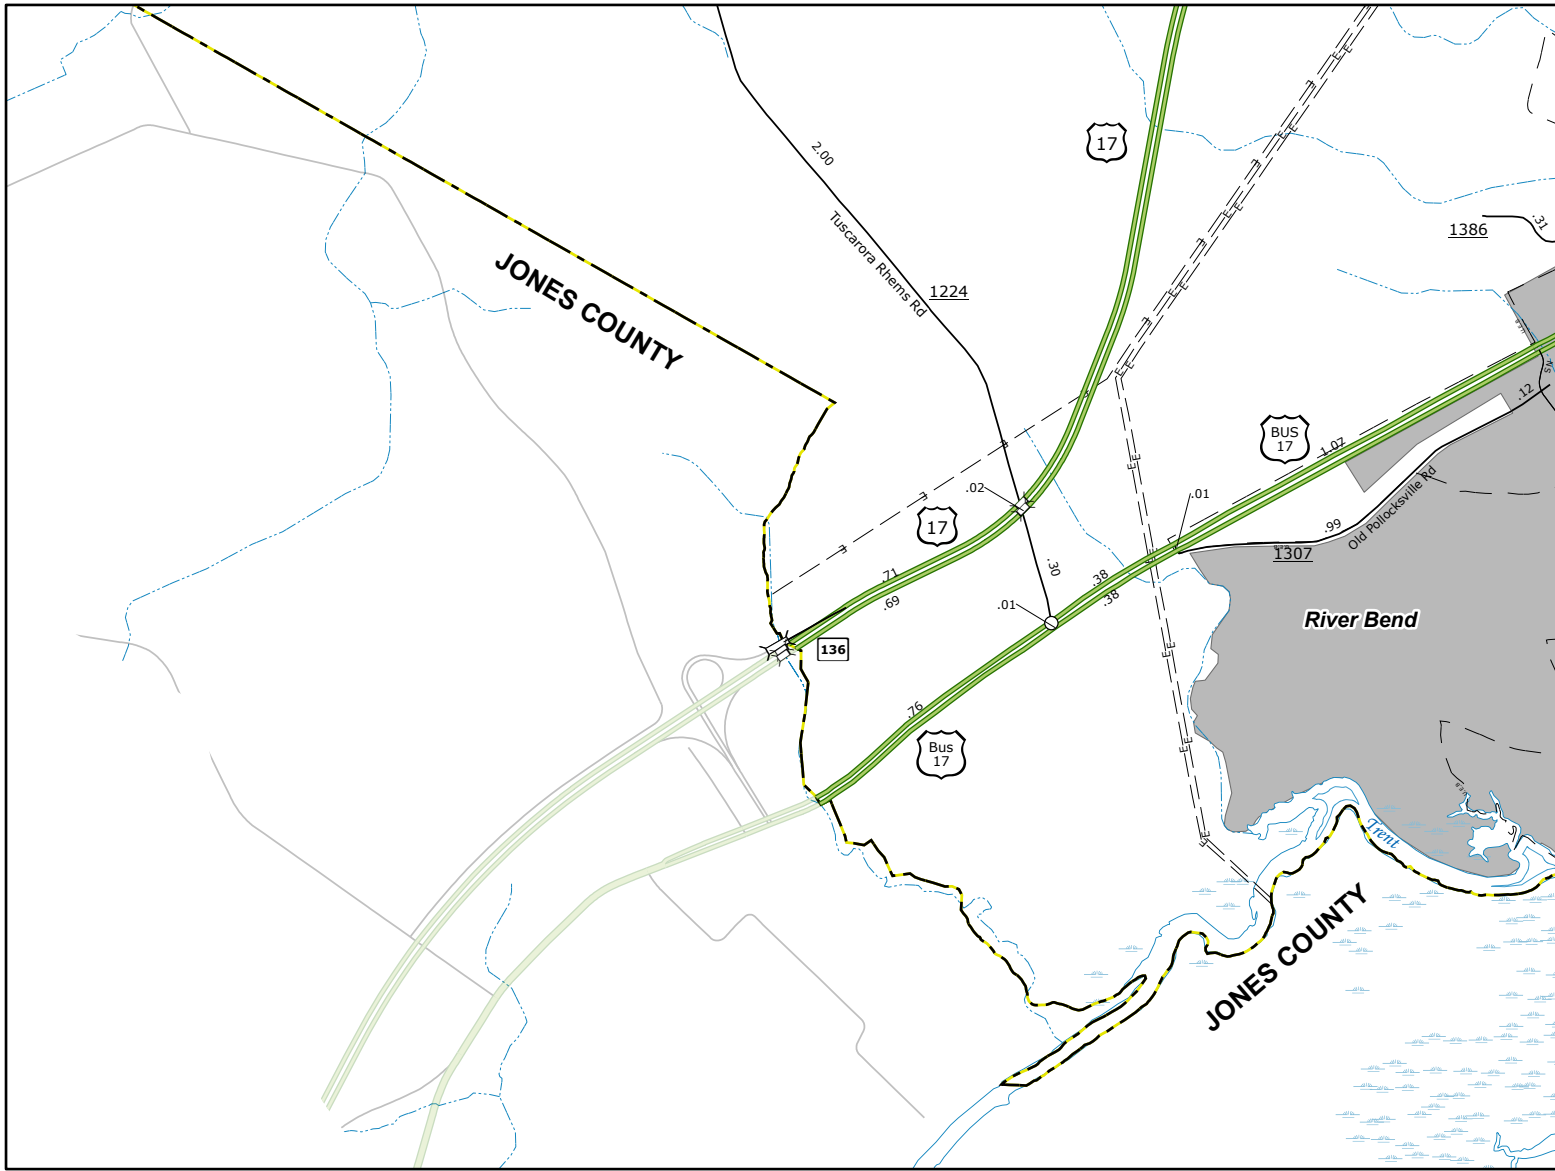 17
2.00
Tuscarora Rhems Rd
1224
1386
.31
JONES COUNTY
BUS
17
1.07
.12
NS
.02
17
.01
.99
Old Pollocksville Rd
1307
.71
.69
.30
.38
.38
.01
136
River Bend
.76
Bus
17
Trent
JONES COUNTY